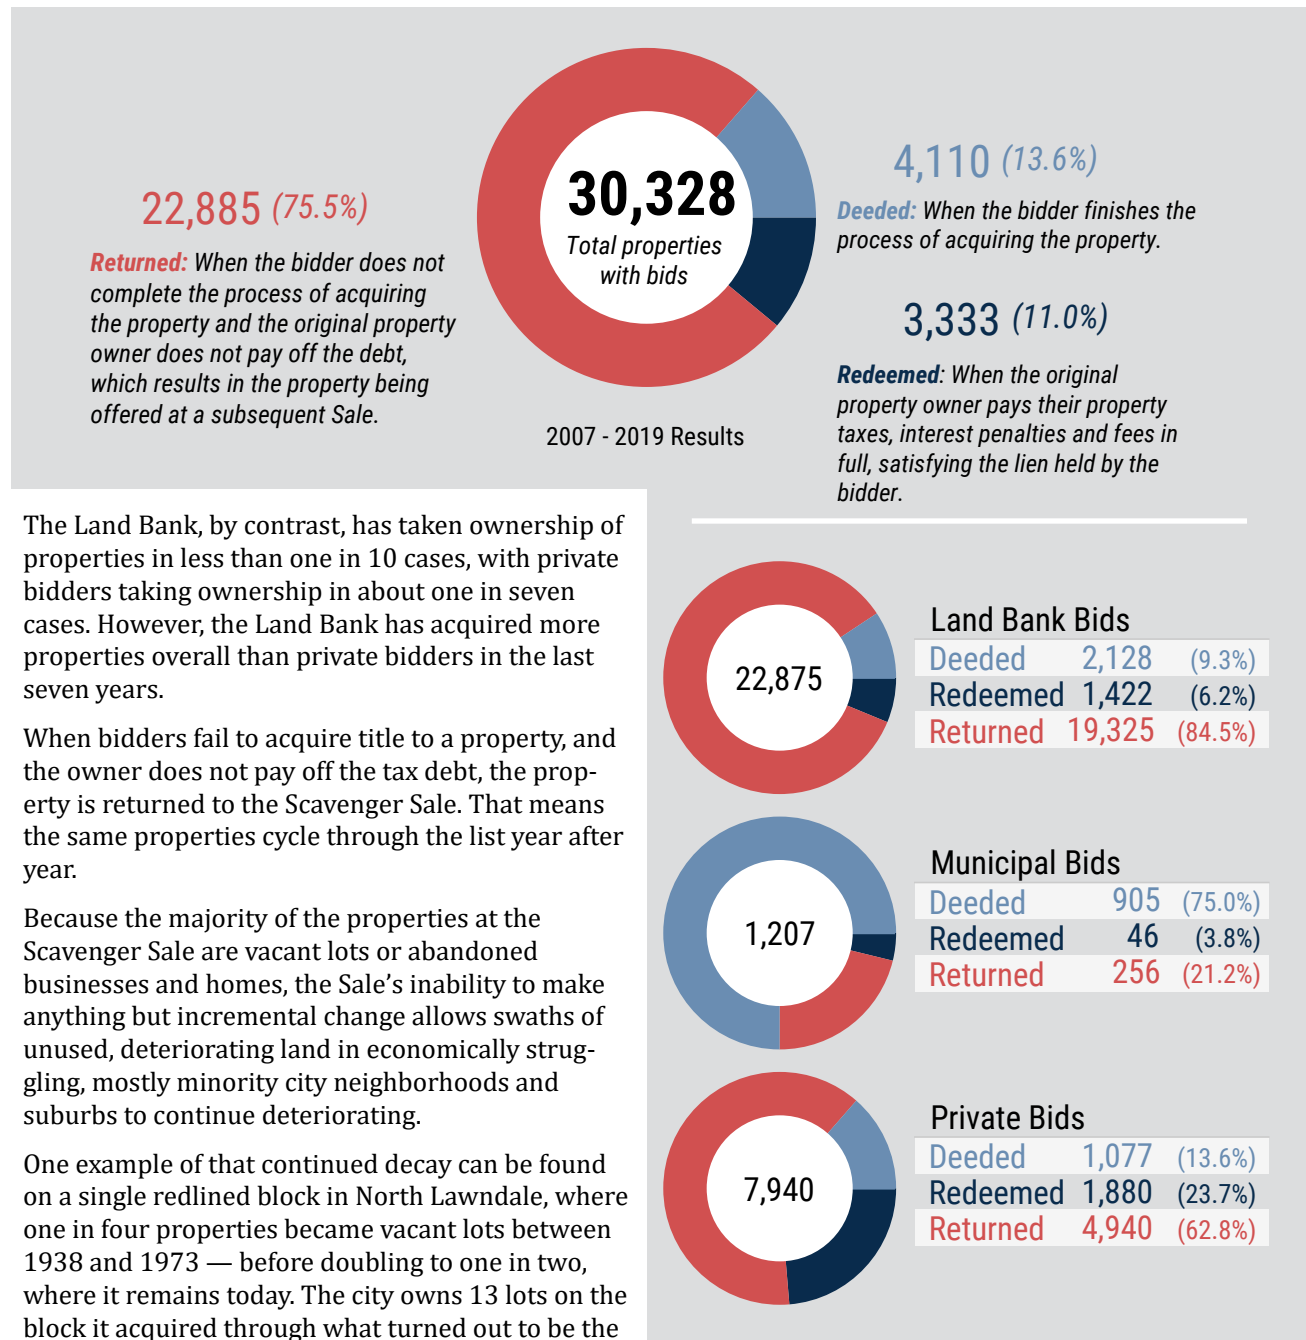 22,885 (75.5%)
Returned: When the bidder does not
complete the process of acquiring
the property and the original property
owner does not pay off the debt,
which results in the property being
offered at a subsequent Sale.
30,328
Total properties
with bids
2007 - 2019 Results
4,110 (13.6%)
Deeded: When the bidder finishes the
process of acquiring the property.
3,333 (11.0%)
Redeemed: When the original
property owner pays their property
taxes, interest penalties and fees in
full, satisfying the lien held by the
bidder.
The Land Bank, by contrast, has taken ownership of
properties in less than one in 10 cases, with private
bidders taking ownership in about one in seven
cases. However, the Land Bank has acquired more
properties overall than private bidders in the last
seven years.
When bidders fail to acquire title to a property, and
the owner does not pay off the tax debt, the prop-
erty is returned to the Scavenger Sale. That means
the same properties cycle through the list year after
year.
Because the majority of the properties at the
Scavenger Sale are vacant lots or abandoned
businesses and homes, the Sale's inability to make
anything but incremental change allows swaths of
unused, deteriorating land in economically strug-
gling, mostly minority city neighborhoods and
suburbs to continue deteriorating.
One example of that continued decay can be found
on a single redlined block in North Lawndale, where
one in four properties became vacant lots between
1938 and 1973 — before doubling to one in two,
where it remains today. The city owns 13 lots on the
block it acquired through what turned out to be the
22,875
Land Bank Bids
Deeded 2,128 (9.3%)
Redeemed 1,422 (6.2%)
Returned 19,325 (84.5%)
1,207
Municipal Bids
Deeded 905 (75.0%)
Redeemed 46 (3.8%)
Returned 256 (21.2%)
7,940
Private Bids
Deeded 1,077 (13.6%)
Redeemed 1,880 (23.7%)
Returned 4,940 (62.8%)